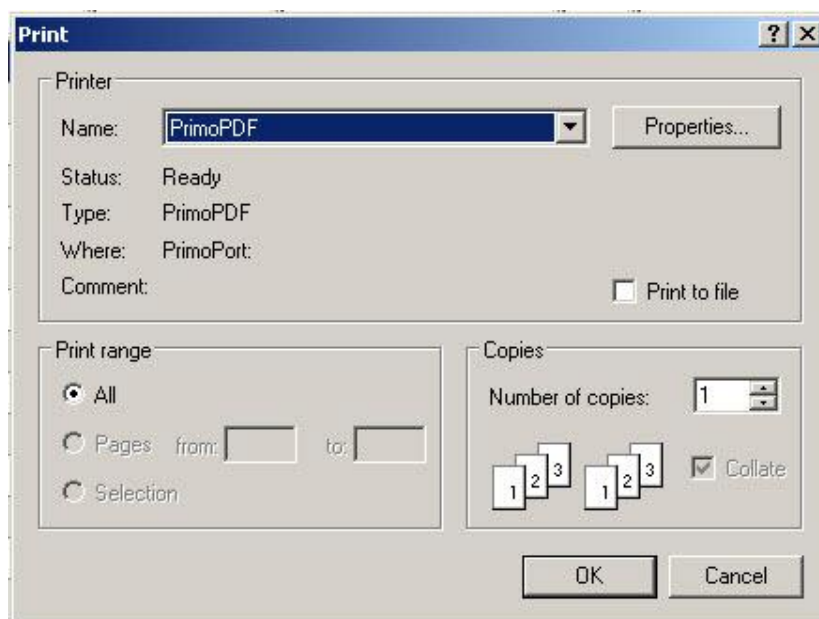 Print
Printer
Name: PrimoPDF Properties...
Status: Ready
Type: PrimoPDF
Where: PrimoPort:
Comment:
Print to file
Print range
All
Pages from: to:
Selection
Copies
Number of copies: 1
1 2 3 1 2 3
Collate
OK Cancel